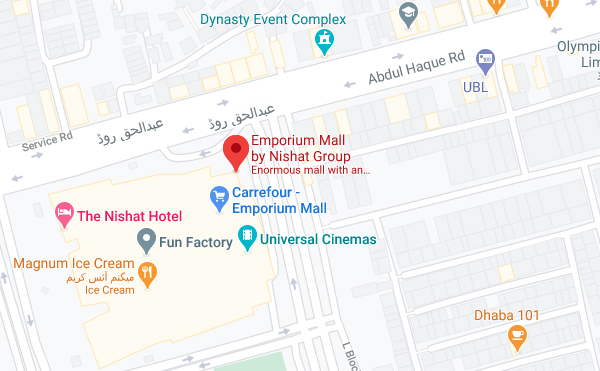 Dynasty Event Complex
Abdul Haque Rd
Olympi
Lim
UBL
عبدالحق روڈ
عبدالحق روڈ
Service Rd
Emporium Mall
by Nishat Group
Enormous mall with an...
Carrefour -
Emporium Mall
The Nishat Hotel
Fun Factory
Universal Cinemas
Magnum Ice Cream
میگنم آئس کریم
Ice Cream
Dhaba 101
L Bloc